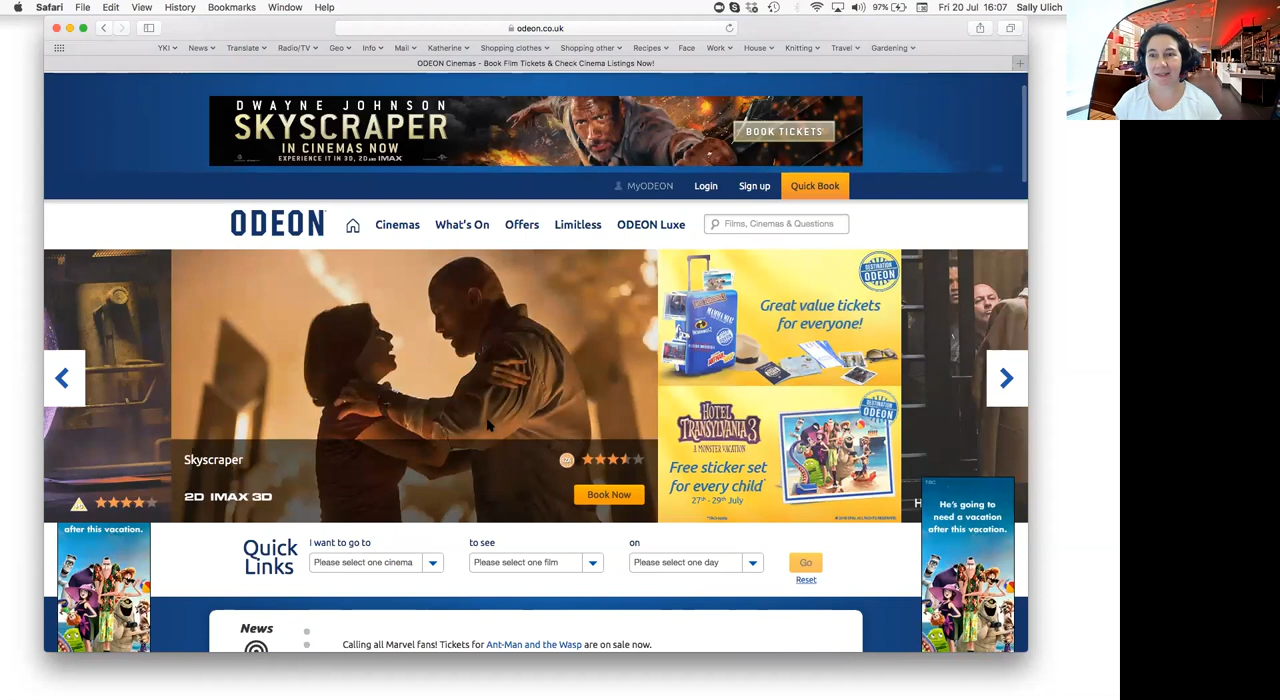 Safari File Edit View History Bookmarks Window Help 97% Fri 20 Jul 16:07 Sally Ulich
odeon.co.uk
YKI News Translate Radio/TV Geo Info Mail Katherine Shopping clothes Shopping other Recipes Face Work House Knitting Travel Gardening
ODEON Cinemas - Book Film Tickets & Check Cinema Listings Now!
DWAYNE JOHNSON
SKYSCRAPER
IN CINEMAS NOW
EXPERIENCE IT IN 3D, 2D AND IMAX
BOOK TICKETS
MyODEON Login Sign up Quick Book
ODEON Cinemas What's On Offers Limitless ODEON Luxe Films, Cinemas & Questions
DESTINATION
ODEON
Great value tickets
for everyone!
DESTINATION
ODEON
HOTEL
TRANSYLVANIA 3
A MONSTER VACATION
Free sticker set
for every child*
27th - 29th July
Skyscraper
2D IMAX 3D
Book Now
H
after this vacation.
He's going to
need a vacation
after this vacation.
Quick
Links
I want to go to to see on
Please select one cinema Please select one film Please select one day Go
Reset
News
Calling all Marvel fans! Tickets for Ant-Man and the Wasp are on sale now.